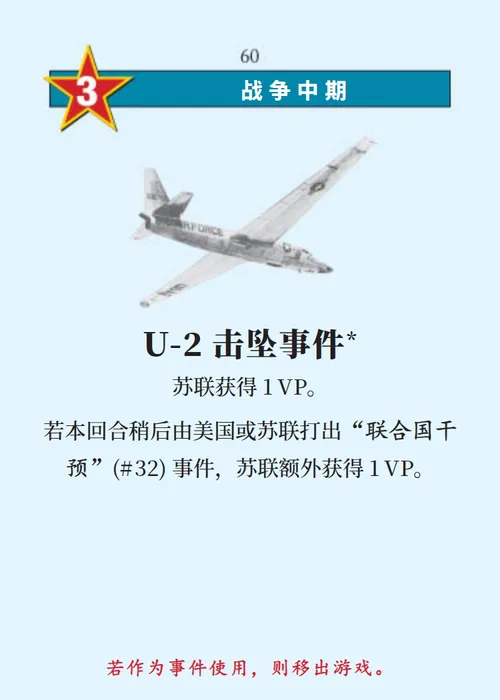 60
3
战争中期
U-2 击坠事件*
苏联获得 1 VP。
若本回合稍后由美国或苏联打出“联合国干
预”(#32) 事件，苏联额外获得 1 VP。
若作为事件使用，则移出游戏。